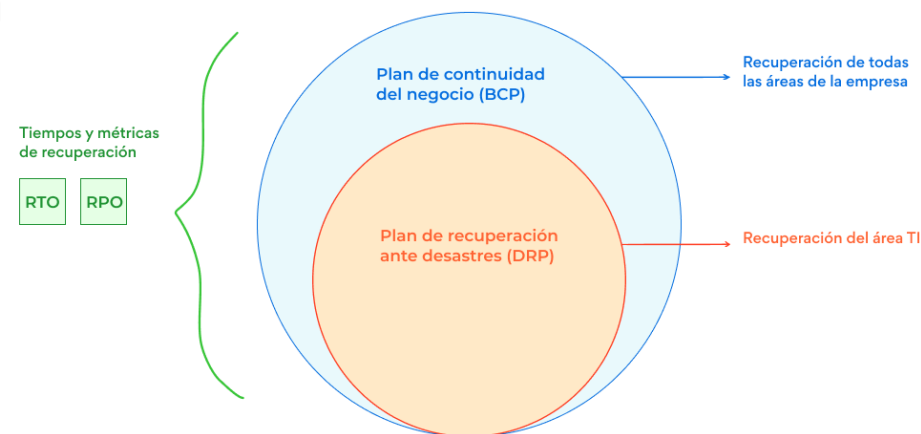 Tiempos y métricas
de recuperación
RTO
RPO
Plan de continuidad
del negocio (BCP)
Recuperación de todas
las áreas de la empresa
Plan de recuperación
ante desastres (DRP)
Recuperación del área TI